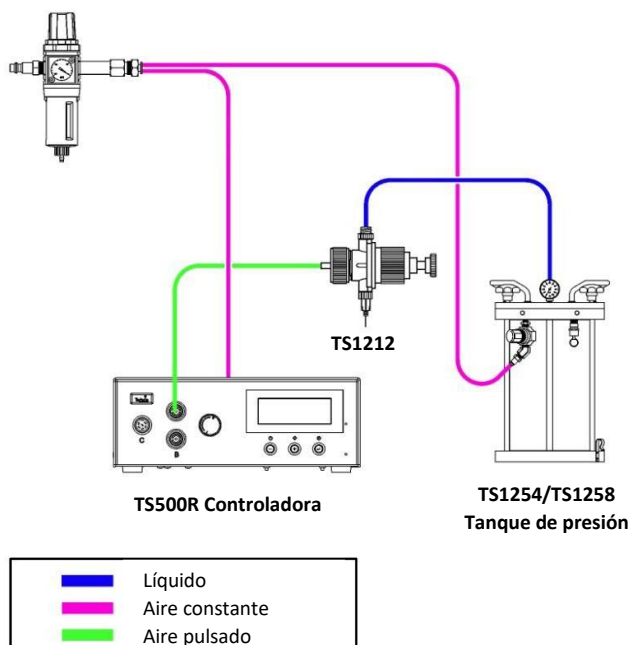 TS1212
C
B
TS500R Controladora
TS1254/TS1258
Tanque de presión
Líquido
Aire constante
Aire pulsado